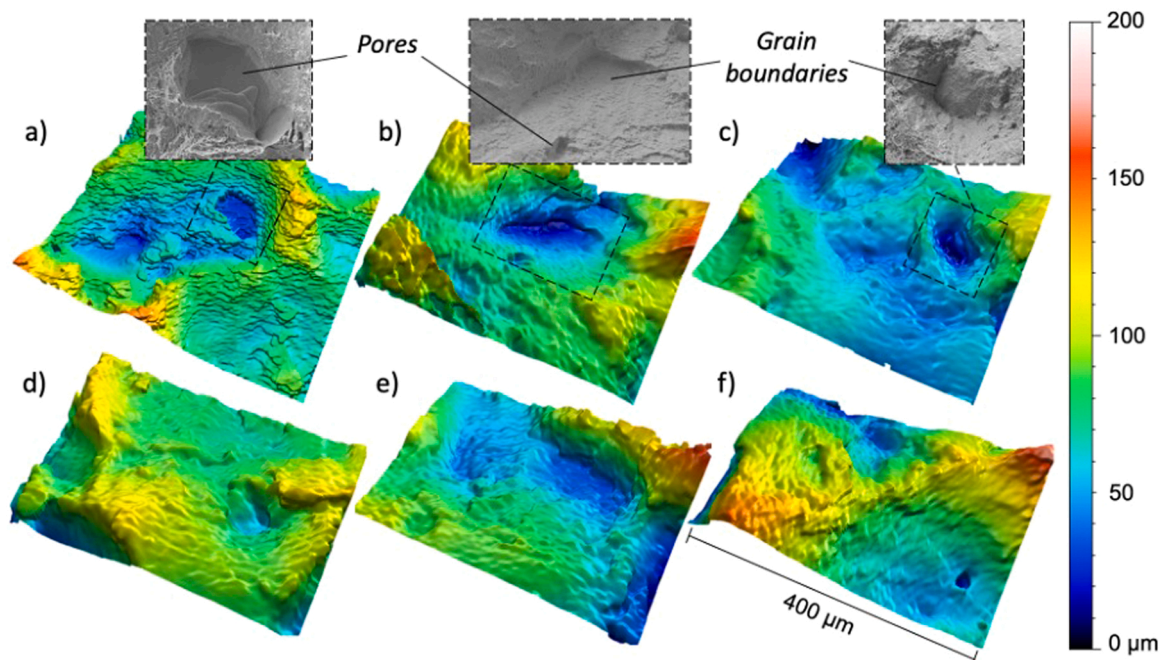 Pores
Grain
boundaries
a)
b)
c)
d)
e)
f)
400 µm
200
150
100
50
0 µm